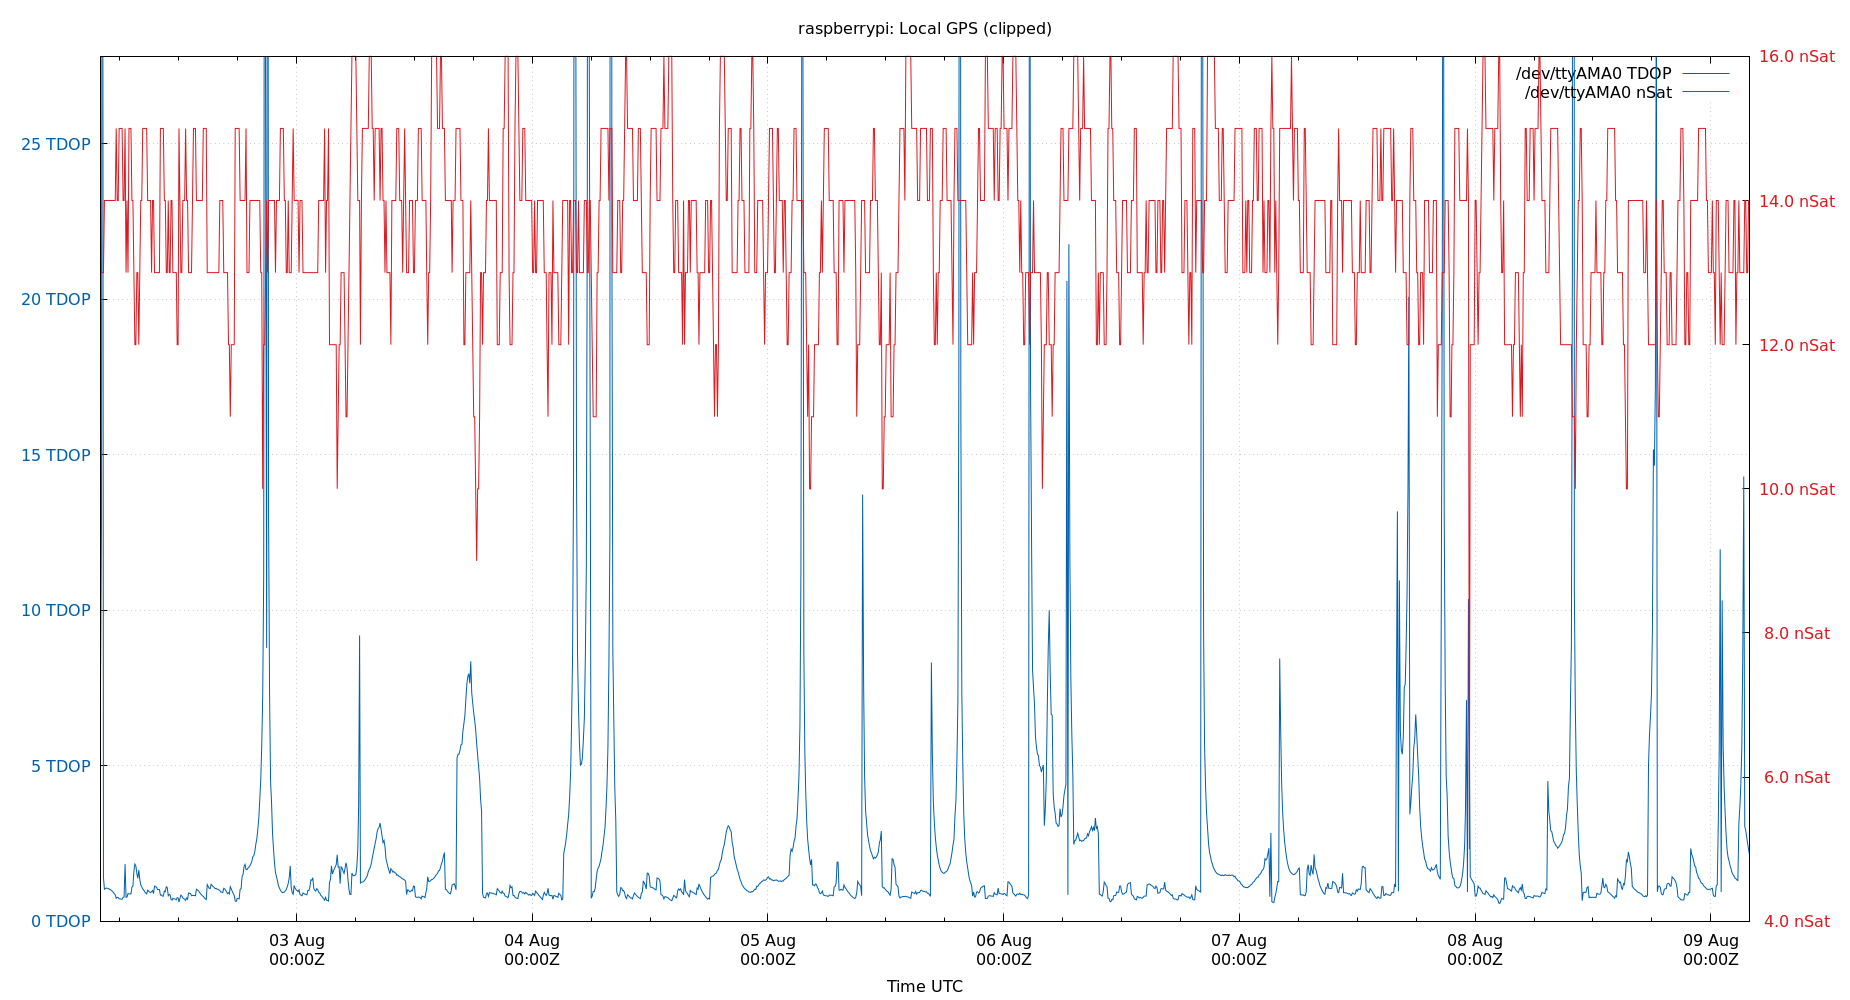 raspberrypi: Local GPS (clipped)
/dev/ttyAMA0 TDOP
/dev/ttyAMA0 nSat
25 TDOP
20 TDOP
15 TDOP
10 TDOP
5 TDOP
0 TDOP
16.0 nSat
14.0 nSat
12.0 nSat
10.0 nSat
8.0 nSat
6.0 nSat
4.0 nSat
03 Aug
00:00Z
04 Aug
00:00Z
05 Aug
00:00Z
06 Aug
00:00Z
07 Aug
00:00Z
08 Aug
00:00Z
09 Aug
00:00Z
Time UTC